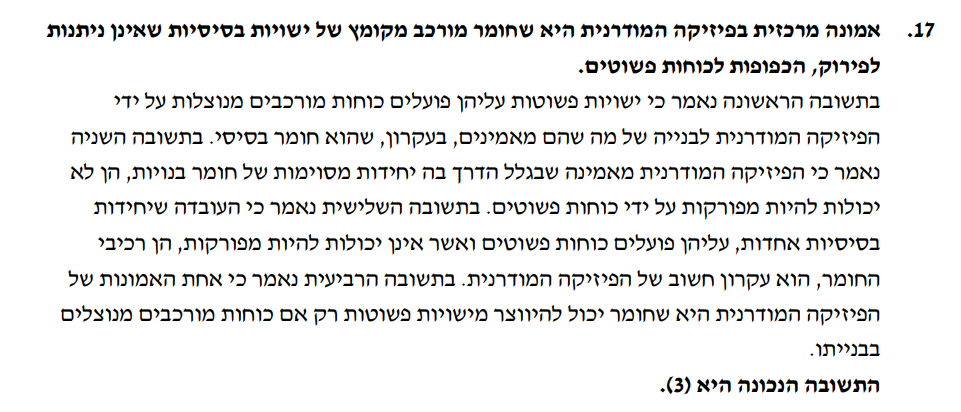 17. אמונה מרכזית בפיזיקה המודרנית היא שחומר מורכב מקומץ של ישויות בסיסיות שאינן ניתנות
לפירוק, הכפופות לכוחות פשוטים.
בתשובה הראשונה נאמר כי ישויות פשוטות עליהן פועלים כוחות מורכבים מנוצלות על ידי
הפיזיקה המודרנית לבנייה של מה שהם מאמינים, בעקרון, שהוא חומר בסיסי. בתשובה השניה
נאמר כי הפיזיקה המודרנית מאמינה שבגלל הדרך בה יחידות מסוימות של חומר בנויות, הן לא
יכולות להיות מפורקות על ידי כוחות פשוטים. בתשובה השלישית נאמר כי העובדה שיחידות
בסיסיות אחדות, עליהן פועלים כוחות פשוטים ואשר אינן יכולות להיות מפורקות, הן רכיבי
החומר, הוא עקרון חשוב של הפיזיקה המודרנית. בתשובה הרביעית נאמר כי אחת האמונות של
הפיזיקה המודרנית היא שחומר יכול להיווצר מישויות פשוטות רק אם כוחות מורכבים מנוצלים
בבנייתו.
התשובה הנכונה היא (3).